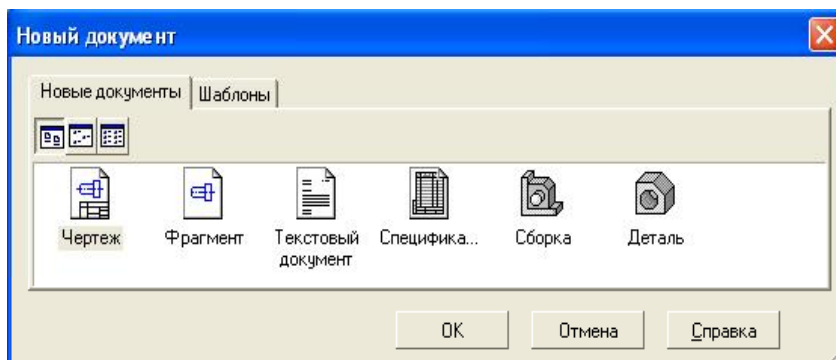 Новый документ
Новые документы Шаблоны
Чертеж Фрагмент Текстовый документ Специфика... Сборка Деталь
OK Отмена Справка